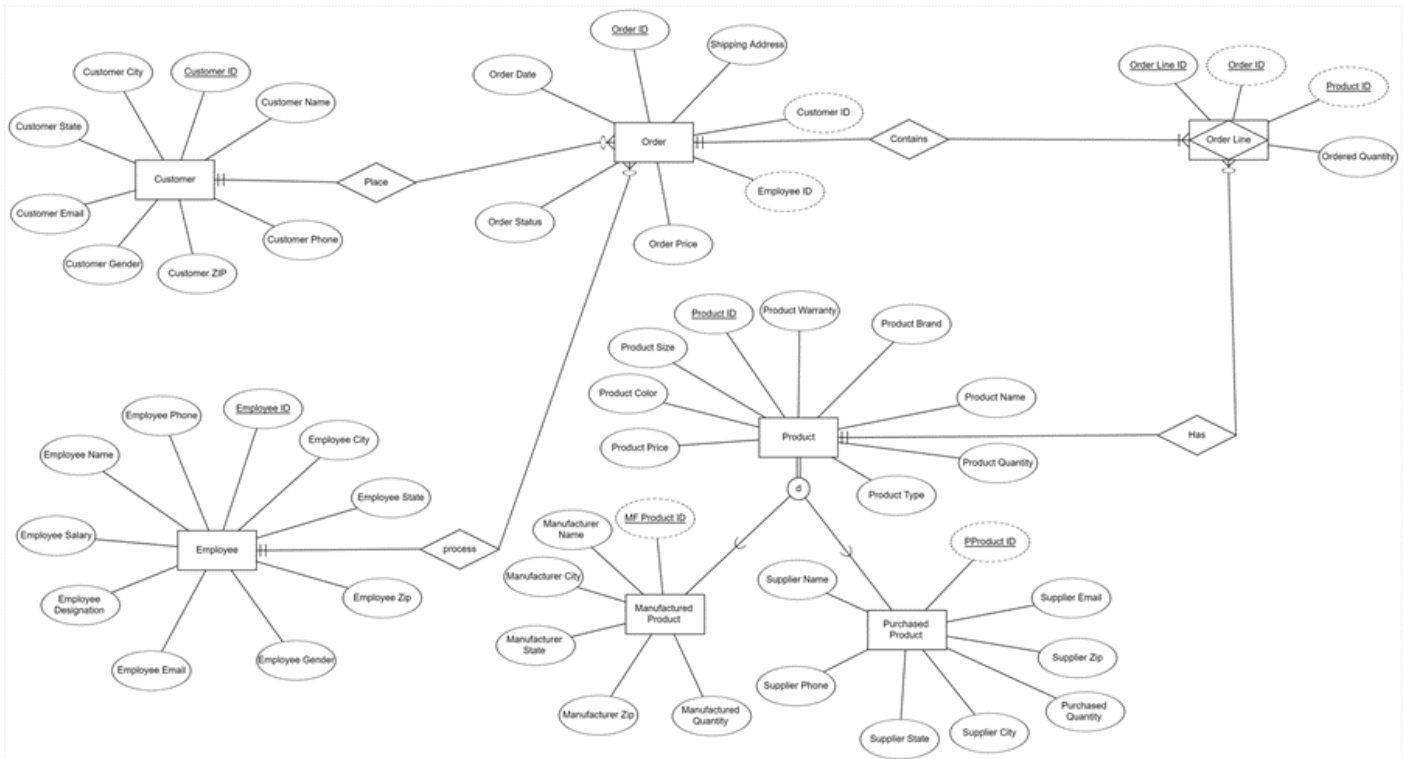 Order ID
Shipping Address
Order Date
Customer ID
Employee ID
Order Price
Order Status
Order
Customer City
Customer ID
Customer Name
Customer State
Customer Email
Customer Gender
Customer ZIP
Customer Phone
Customer
Place
Contains
Order Line ID
Order ID
Product ID
Ordered Quantity
Order Line
Product ID
Product Warranty
Product Brand
Product Size
Product Color
Product Price
Product Name
Product Quantity
Product Type
Product
Has
d
Employee Phone
Employee ID
Employee City
Employee Name
Employee State
Employee Salary
Employee Zip
Employee
Designation
Employee Email
Employee Gender
Employee
process
Manufacturer
Name
MF Product ID
Manufacturer City
Manufacturer
State
Manufacturer Zip
Manufactured
Quantity
Manufactured
Product
PProduct ID
Supplier Name
Supplier Email
Supplier Zip
Supplier Phone
Purchased
Quantity
Supplier State
Supplier City
Purchased
Product